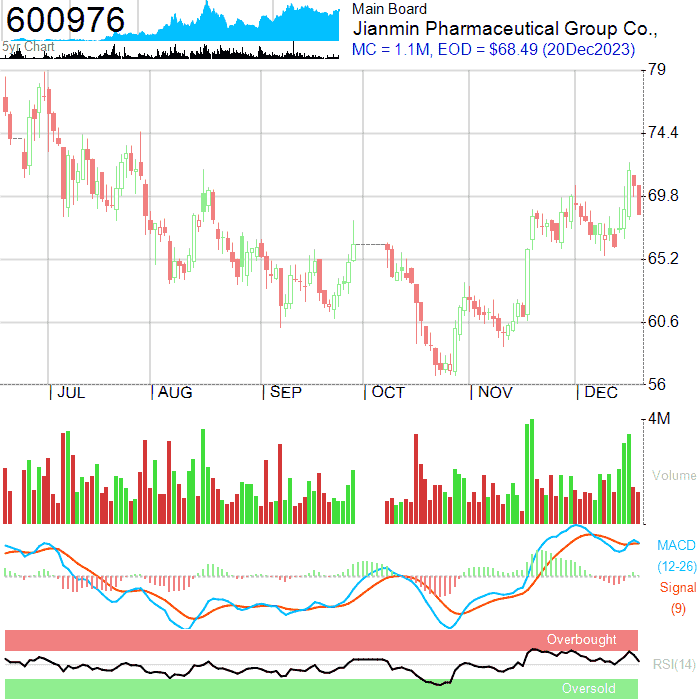 600976
5yr Chart
Main Board
Jianmin Pharmaceutical Group Co.,
MC = 1.1M, EOD = $68.49 (20Dec2023)
79
74.4
69.8
65.2
60.6
56
JUL AUG SEP OCT NOV DEC
4M
Volume
MACD
(12-26)
Signal
(9)
Overbought
RSI(14)
Oversold